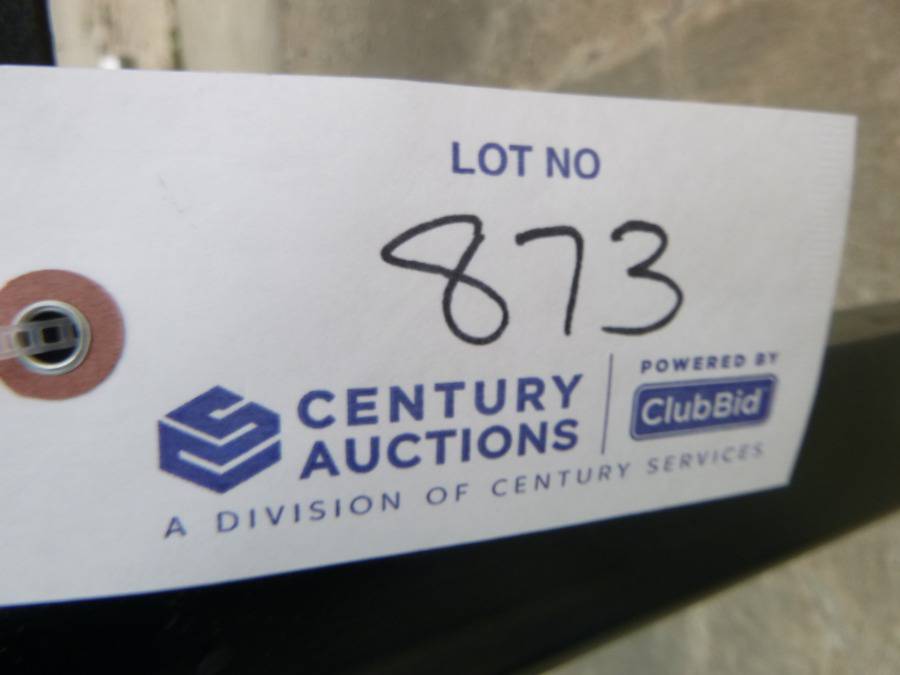 LOT NO
873
CENTURY
AUCTIONS
POWERED BY
ClubBid
A DIVISION OF CENTURY SERVICES